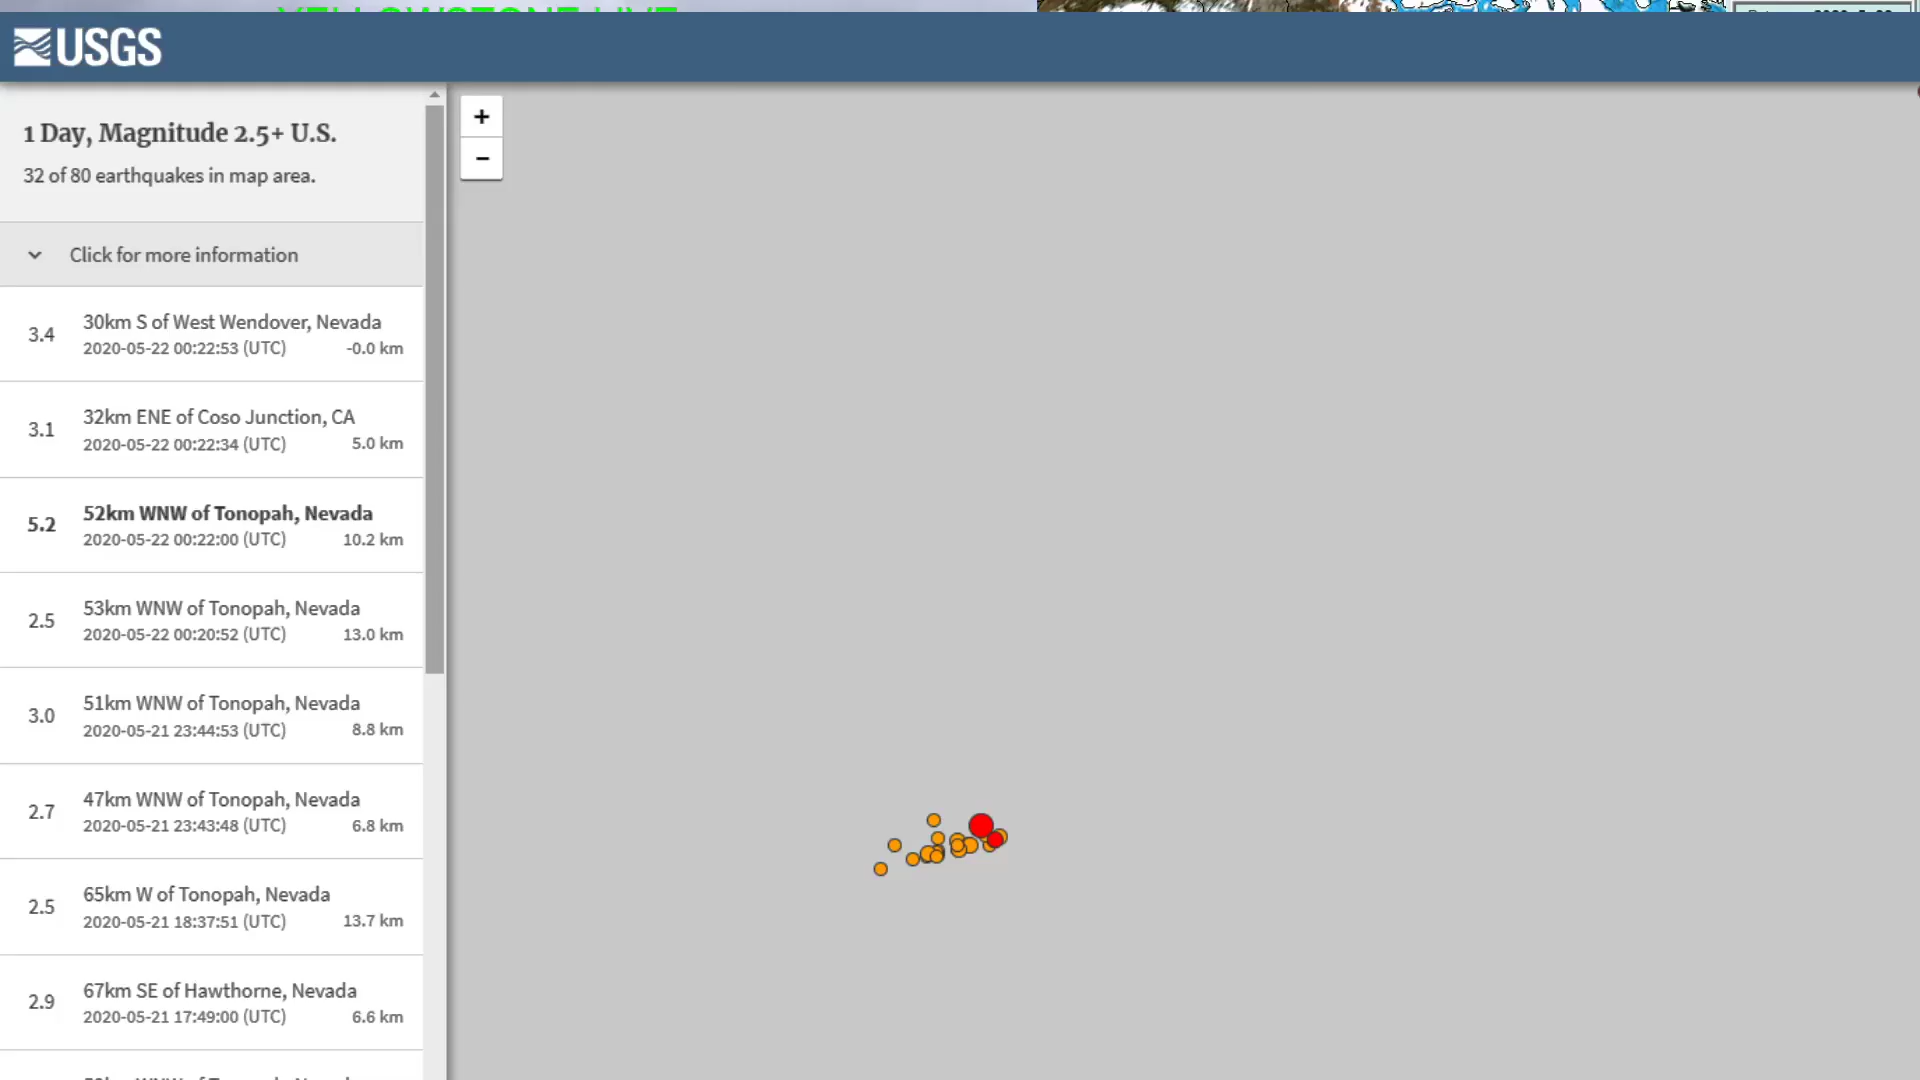 YELLOWSTONE LIVE
USGS
1 Day, Magnitude 2.5+ U.S.
32 of 80 earthquakes in map area.
Click for more information
3.4
30km S of West Wendover, Nevada
2020-05-22 00:22:53 (UTC) -0.0 km
3.1
32km ENE of Coso Junction, CA
2020-05-22 00:22:34 (UTC) 5.0 km
5.2
52km WNW of Tonopah, Nevada
2020-05-22 00:22:00 (UTC) 10.2 km
2.5
53km WNW of Tonopah, Nevada
2020-05-22 00:20:52 (UTC) 13.0 km
3.0
51km WNW of Tonopah, Nevada
2020-05-21 23:44:53 (UTC) 8.8 km
2.7
47km WNW of Tonopah, Nevada
2020-05-21 23:43:48 (UTC) 6.8 km
2.5
65km W of Tonopah, Nevada
2020-05-21 18:37:51 (UTC) 13.7 km
2.9
67km SE of Hawthorne, Nevada
2020-05-21 17:49:00 (UTC) 6.6 km
+
−